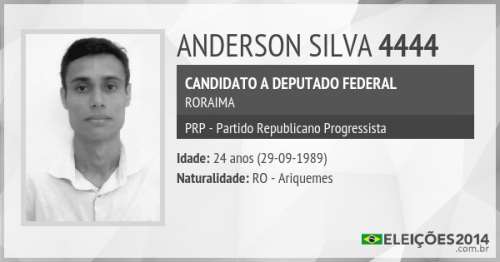 ANDERSON SILVA 4444
CANDIDATO A DEPUTADO FEDERAL
RORAIMA
PRP - Partido Republicano Progressista
Idade: 24 anos (29-09-1989)
Naturalidade: RO - Ariquemes
ELEIÇÕES2014
.com.br